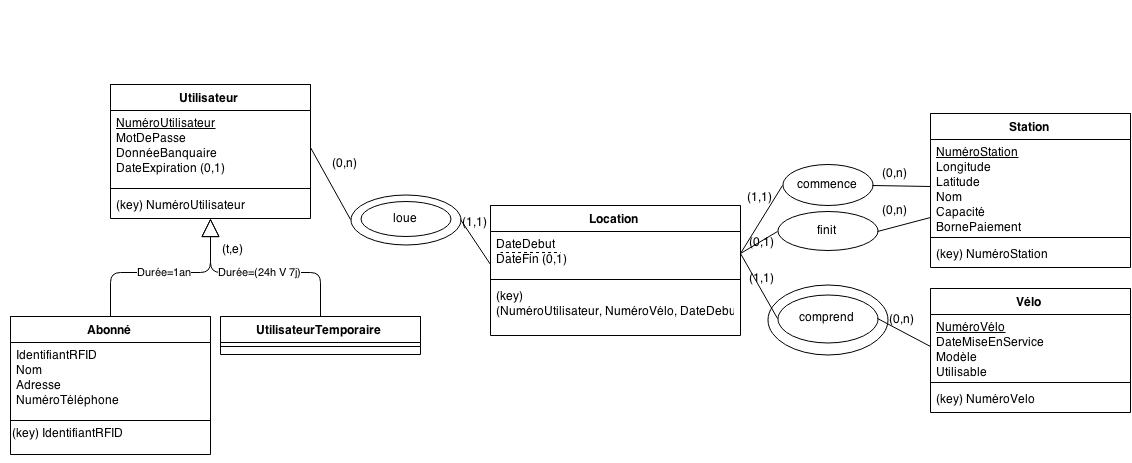 Utilisateur
NuméroUtilisateur
MotDePasse
DonnéeBanquaire
DateExpiration (0,1)
(key) NuméroUtilisateur
(t,e)
Durée=1an
Durée=(24h V 7j)
Abonné
IdentifiantRFID
Nom
Adresse
NuméroTéléphone
(key) IdentifiantRFID
UtilisateurTemporaire
(0,n)
loue
(1,1)
Location
DateDebut
DateFin (0,1)
(key)
(NuméroUtilisateur, NuméroVélo, DateDebu
(1,1)
commence
(0,n)
(0,1)
finit
(0,n)
(1,1)
comprend
(0,n)
Station
NuméroStation
Longitude
Latitude
Nom
Capacité
BornePaiement
(key) NuméroStation
Vélo
NuméroVélo
DateMiseEnService
Modèle
Utilisable
(key) NuméroVelo